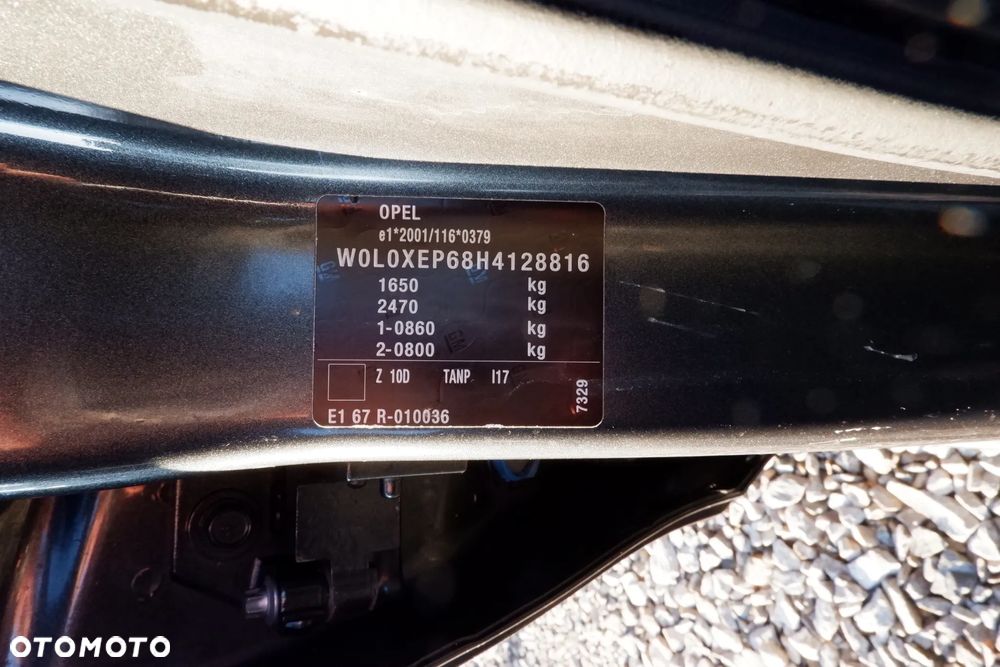 OPEL
e1*2001/116*0379
W0L0XEP68H4128816
1650 kg
2470 kg
1-0860 kg
2-0800 kg
Z 10D TANP I17
7329
E1 67 R-010036
OTOMOTO